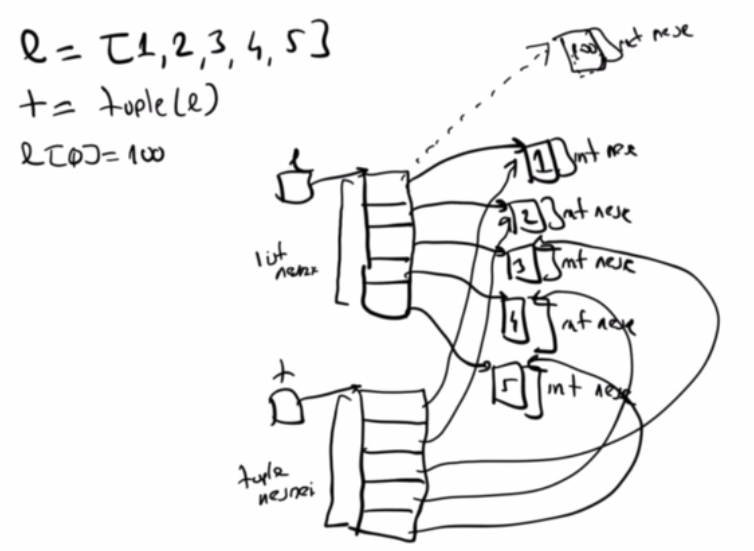 l = [1, 2, 3, 4, 5]
t = tuple(l)
l[0] = 100
100 int nesne
l
1 int nesne
2 int nesne
list nesnesi
3 int nesne
4 int nesne
t
5 int nesne
tuple nesnesi